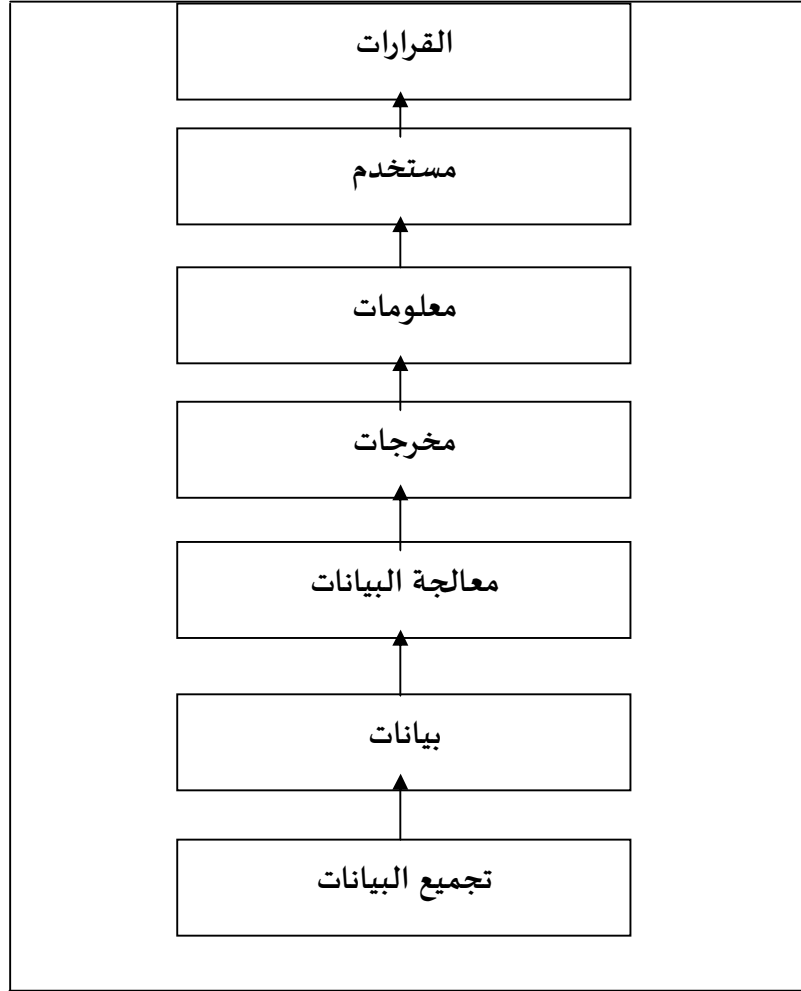 القرارات
مستخدم
معلومات
مخرجات
معالجة البيانات
بيانات
تجميع البيانات